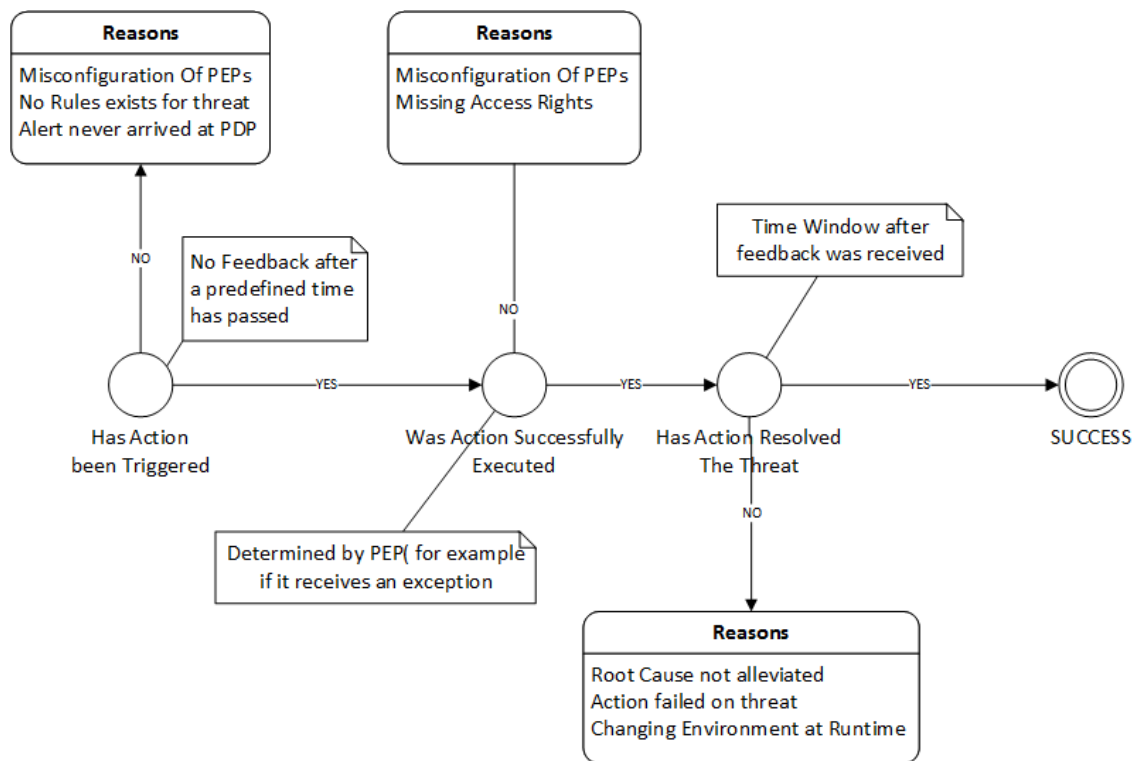 Reasons
Misconfiguration Of PEPs
No Rules exists for threat
Alert never arrived at PDP
Reasons
Misconfiguration Of PEPs
Missing Access Rights
NO
No Feedback after
a predefined time
has passed
NO
Time Window after
feedback was received
YES
YES
YES
Has Action
been Triggered
Was Action Successfully
Executed
Has Action Resolved
The Threat
SUCCESS
NO
Determined by PEP( for example
if it receives an exception
Reasons
Root Cause not alleviated
Action failed on threat
Changing Environment at Runtime